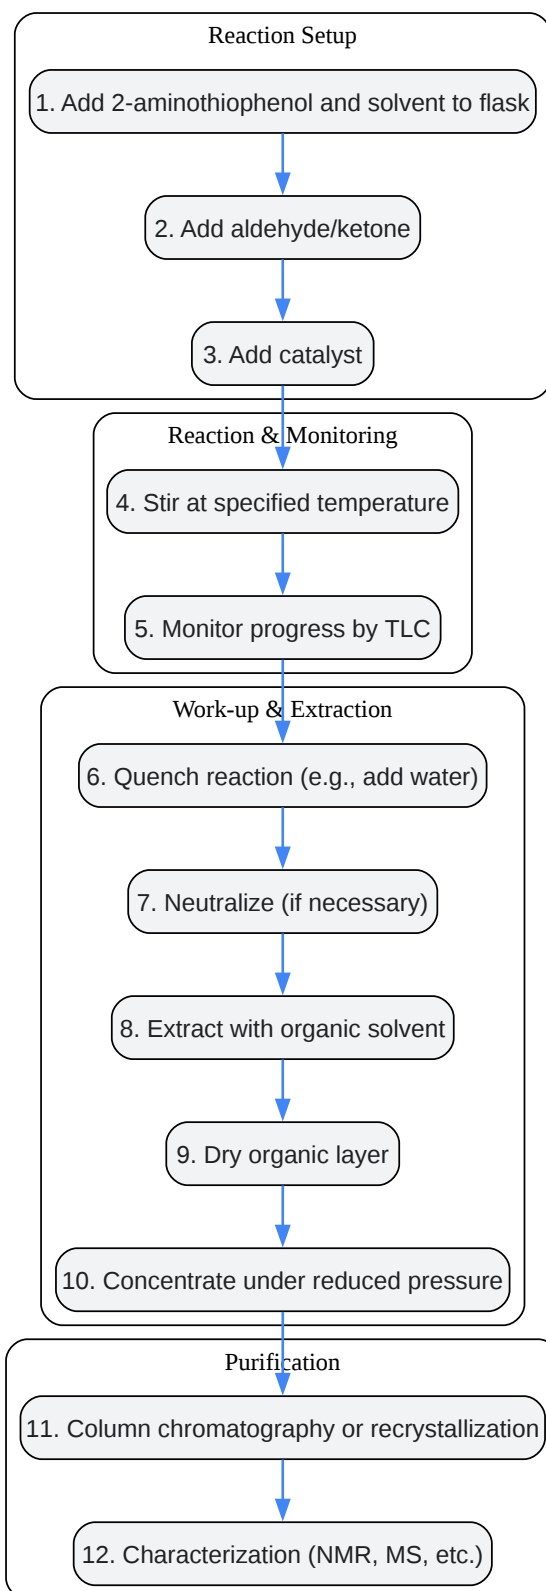 Reaction Setup
1. Add 2-aminothiophenol and solvent to flask
2. Add aldehyde/ketone
3. Add catalyst
Reaction & Monitoring
4. Stir at specified temperature
5. Monitor progress by TLC
Work-up & Extraction
6. Quench reaction (e.g., add water)
7. Neutralize (if necessary)
8. Extract with organic solvent
9. Dry organic layer
10. Concentrate under reduced pressure
Purification
11. Column chromatography or recrystallization
12. Characterization (NMR, MS, etc.)